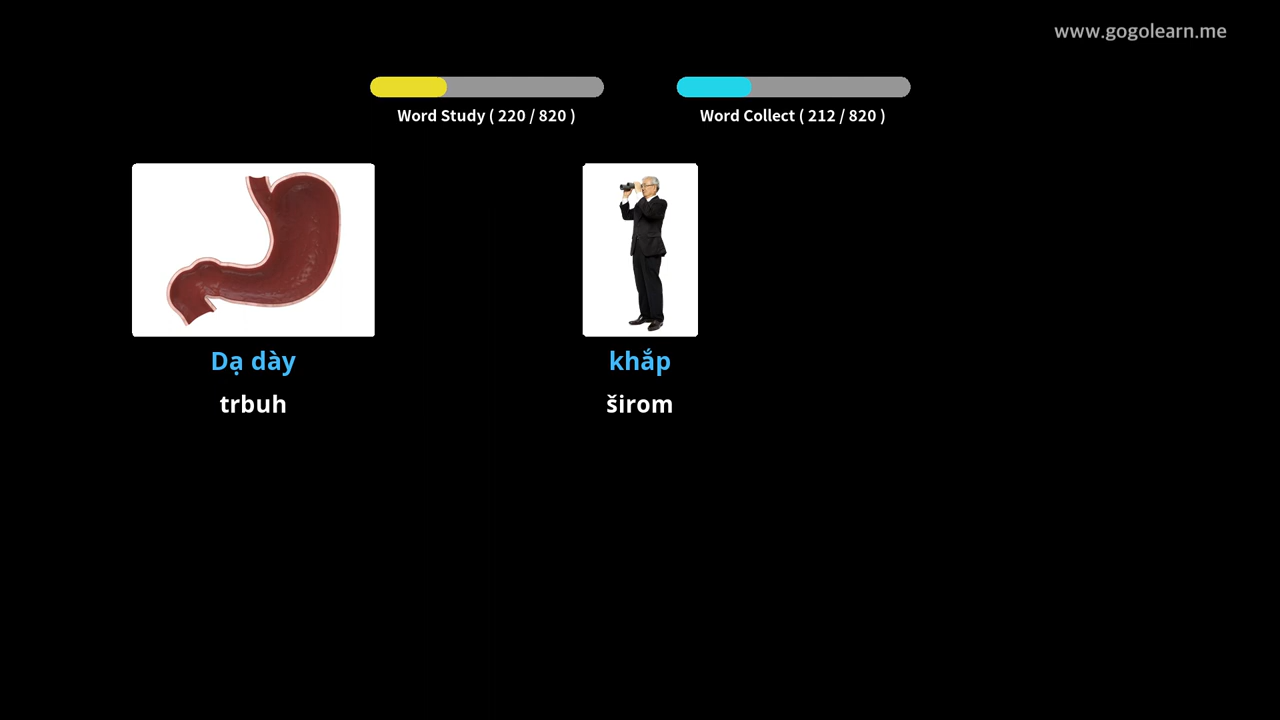 www.gogolearn.me
Word Study ( 220 / 820 )
Word Collect ( 212 / 820 )
Dạ dày
trbuh
khắp
širom